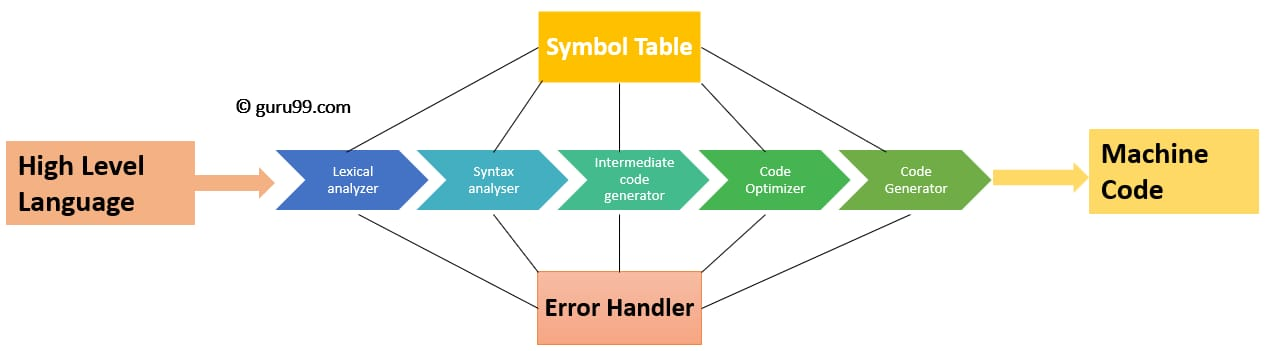 Symbol Table
© guru99.com
High Level
Language
Lexical
analyzer
Syntax
analyser
Intermediate
code
generator
Code
Optimizer
Code
Generator
Machine
Code
Error Handler